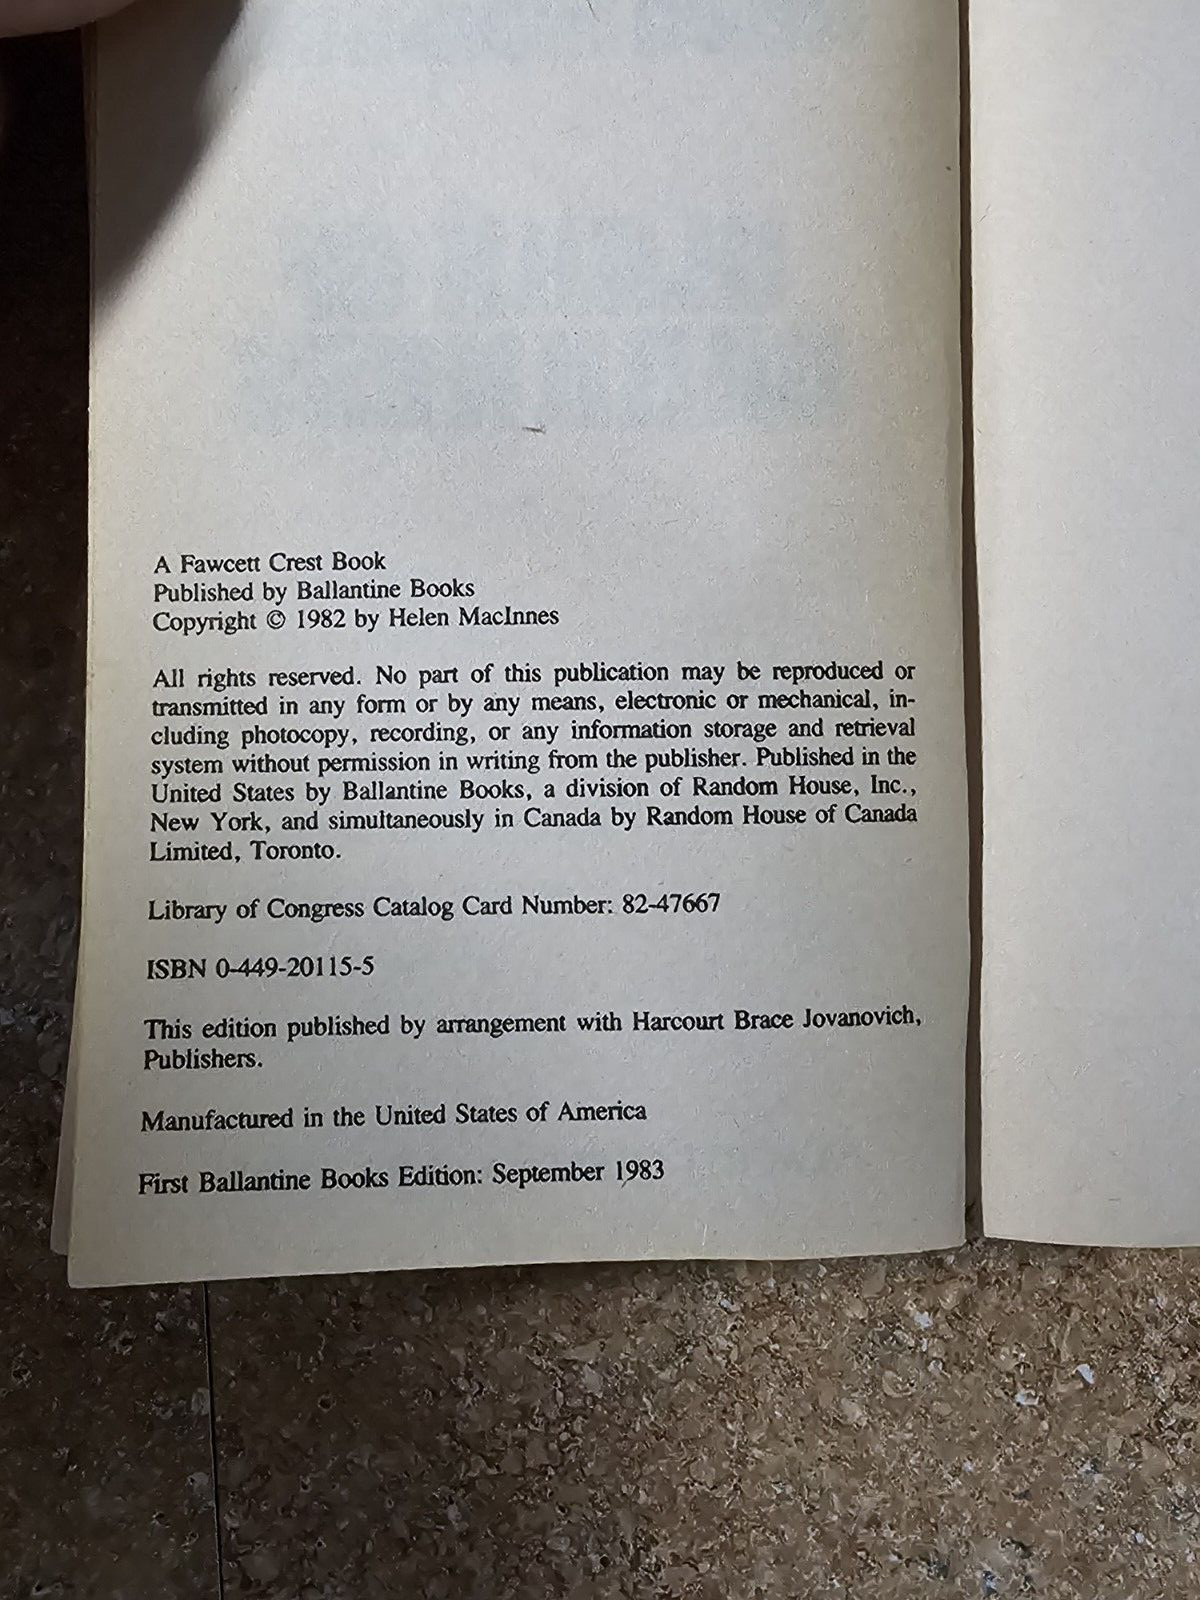 A Fawcett Crest Book
Published by Ballantine Books
Copyright © 1982 by Helen MacInnes
All rights reserved. No part of this publication may be reproduced or
transmitted in any form or by any means, electronic or mechanical, in-
cluding photocopy, recording, or any information storage and retrieval
system without permission in writing from the publisher. Published in the
United States by Ballantine Books, a division of Random House, Inc.,
New York, and simultaneously in Canada by Random House of Canada
Limited, Toronto.
Library of Congress Catalog Card Number: 82-47667
ISBN 0-449-20115-5
This edition published by arrangement with Harcourt Brace Jovanovich,
Publishers.
Manufactured in the United States of America
First Ballantine Books Edition: September 1983